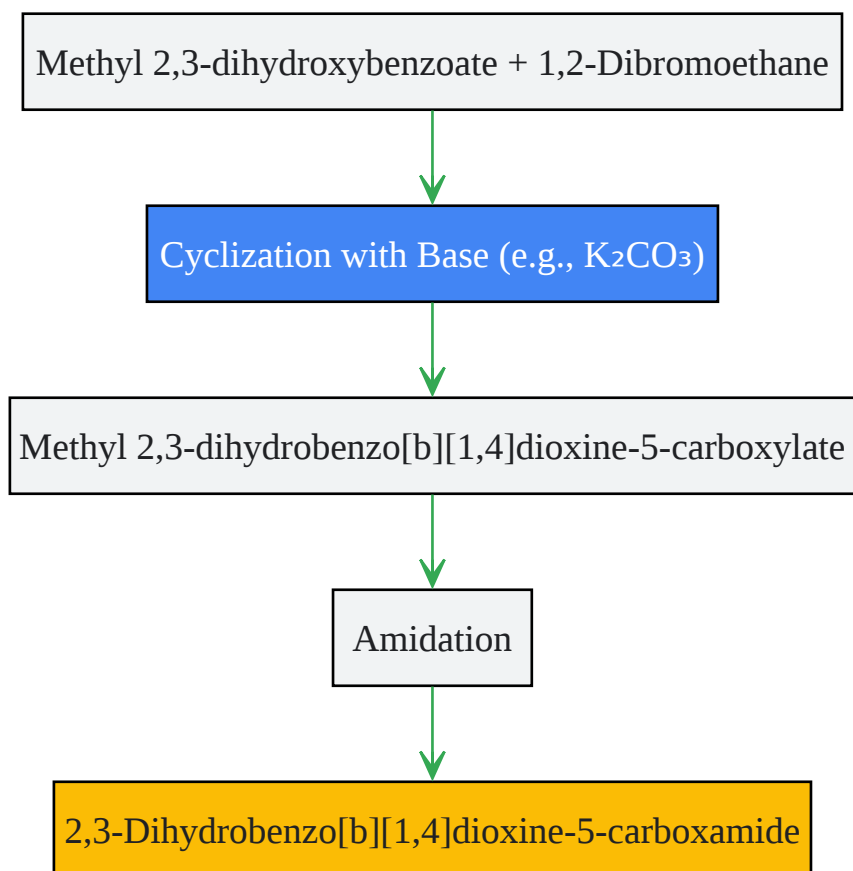 Methyl 2,3-dihydroxybenzoate + 1,2-Dibromoethane
Cyclization with Base (e.g., K₂CO₃)
Methyl 2,3-dihydrobenzo[b][1,4]dioxine-5-carboxylate
Amidation
2,3-Dihydrobenzo[b][1,4]dioxine-5-carboxamide